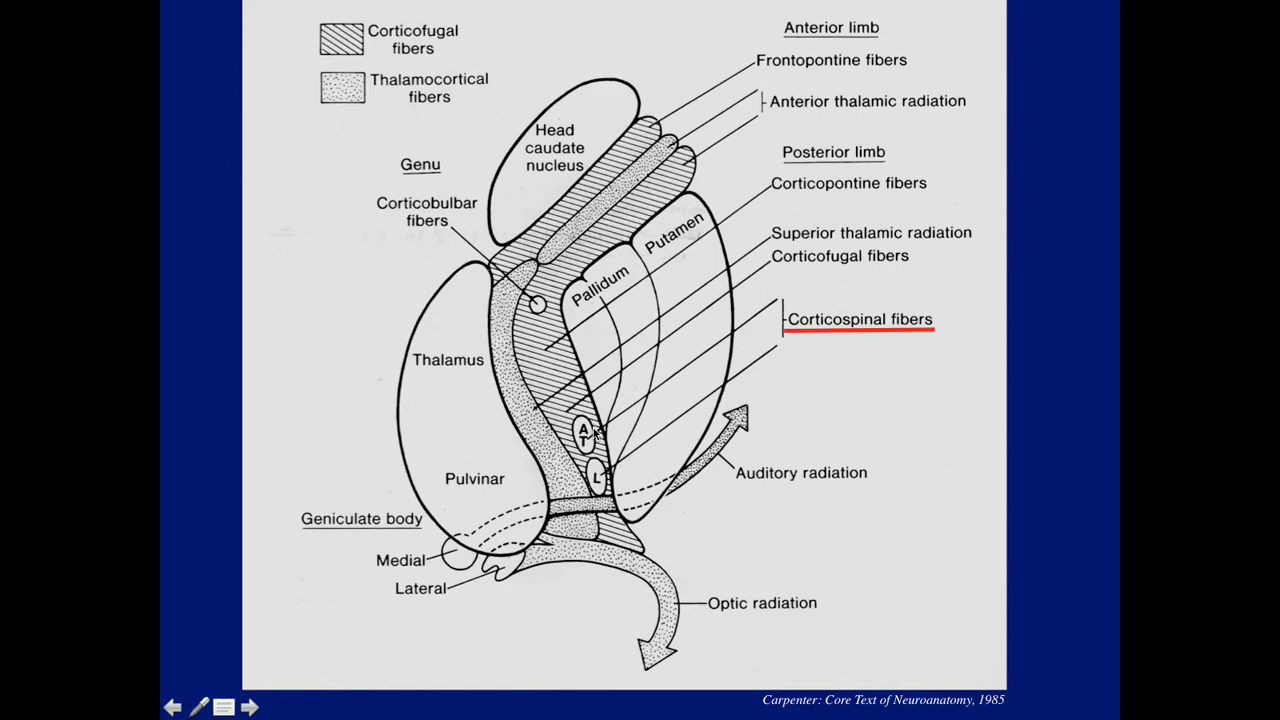 Corticofugal
fibers
Thalamocortical
fibers
Anterior limb
Frontopontine fibers
Anterior thalamic radiation
Head
caudate
nucleus
Genu
Corticobulbar
fibers
Posterior limb
Corticopontine fibers
Superior thalamic radiation
Corticofugal fibers
Corticospinal fibers
Putamen
Pallidum
Thalamus
A
T
L
Pulvinar
Auditory radiation
Geniculate body
Medial
Lateral
Optic radiation
Carpenter: Core Text of Neuroanatomy, 1985